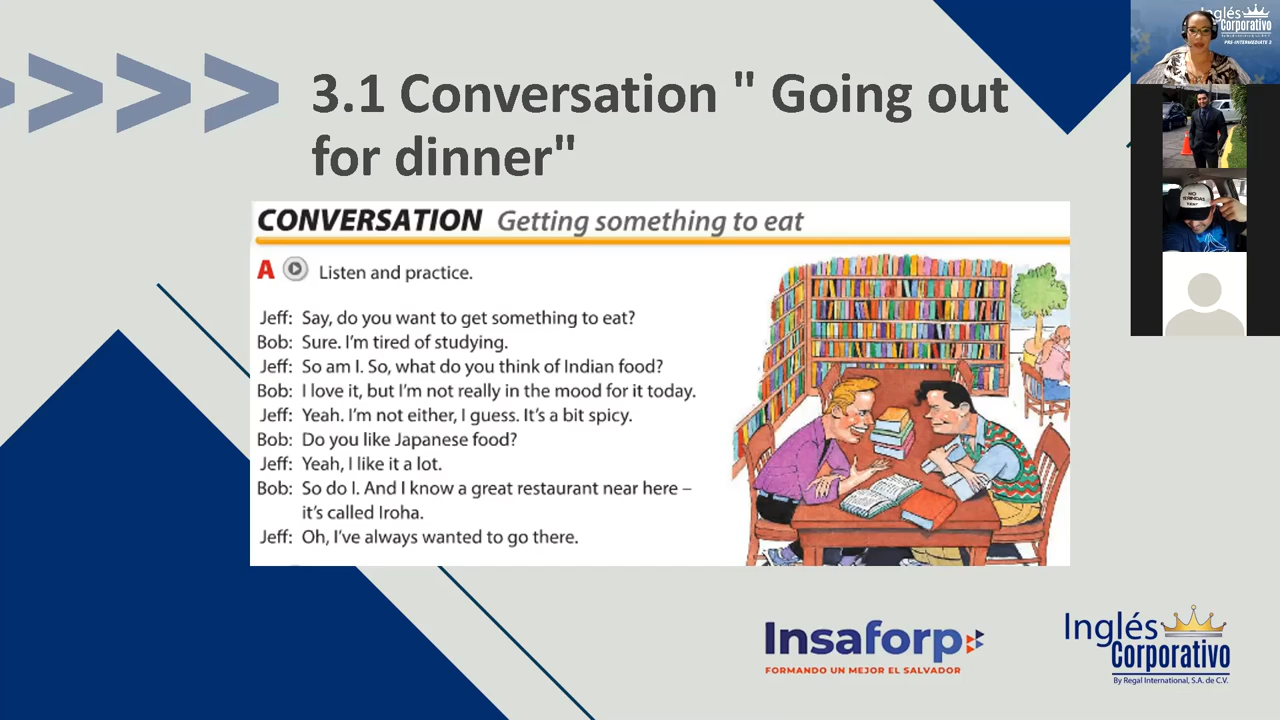 3.1 Conversation " Going out
for dinner"
CONVERSATION Getting something to eat
A Listen and practice.
Jeff: Say, do you want to get something to eat?
Bob: Sure. I'm tired of studying.
Jeff: So am I. So, what do you think of Indian food?
Bob: I love it, but I'm not really in the mood for it today.
Jeff: Yeah. I'm not either, I guess. It's a bit spicy.
Bob: Do you like Japanese food?
Jeff: Yeah, I like it a lot.
Bob: So do I. And I know a great restaurant near here –
it's called Iroha.
Jeff: Oh, I've always wanted to go there.
Insaforp
FORMANDO UN MEJOR EL SALVADOR
Inglés
Corporativo
By Regal International, S.A. de C.V.
Inglés
Corporativo
PRE-INTERMEDIATE 2
NO